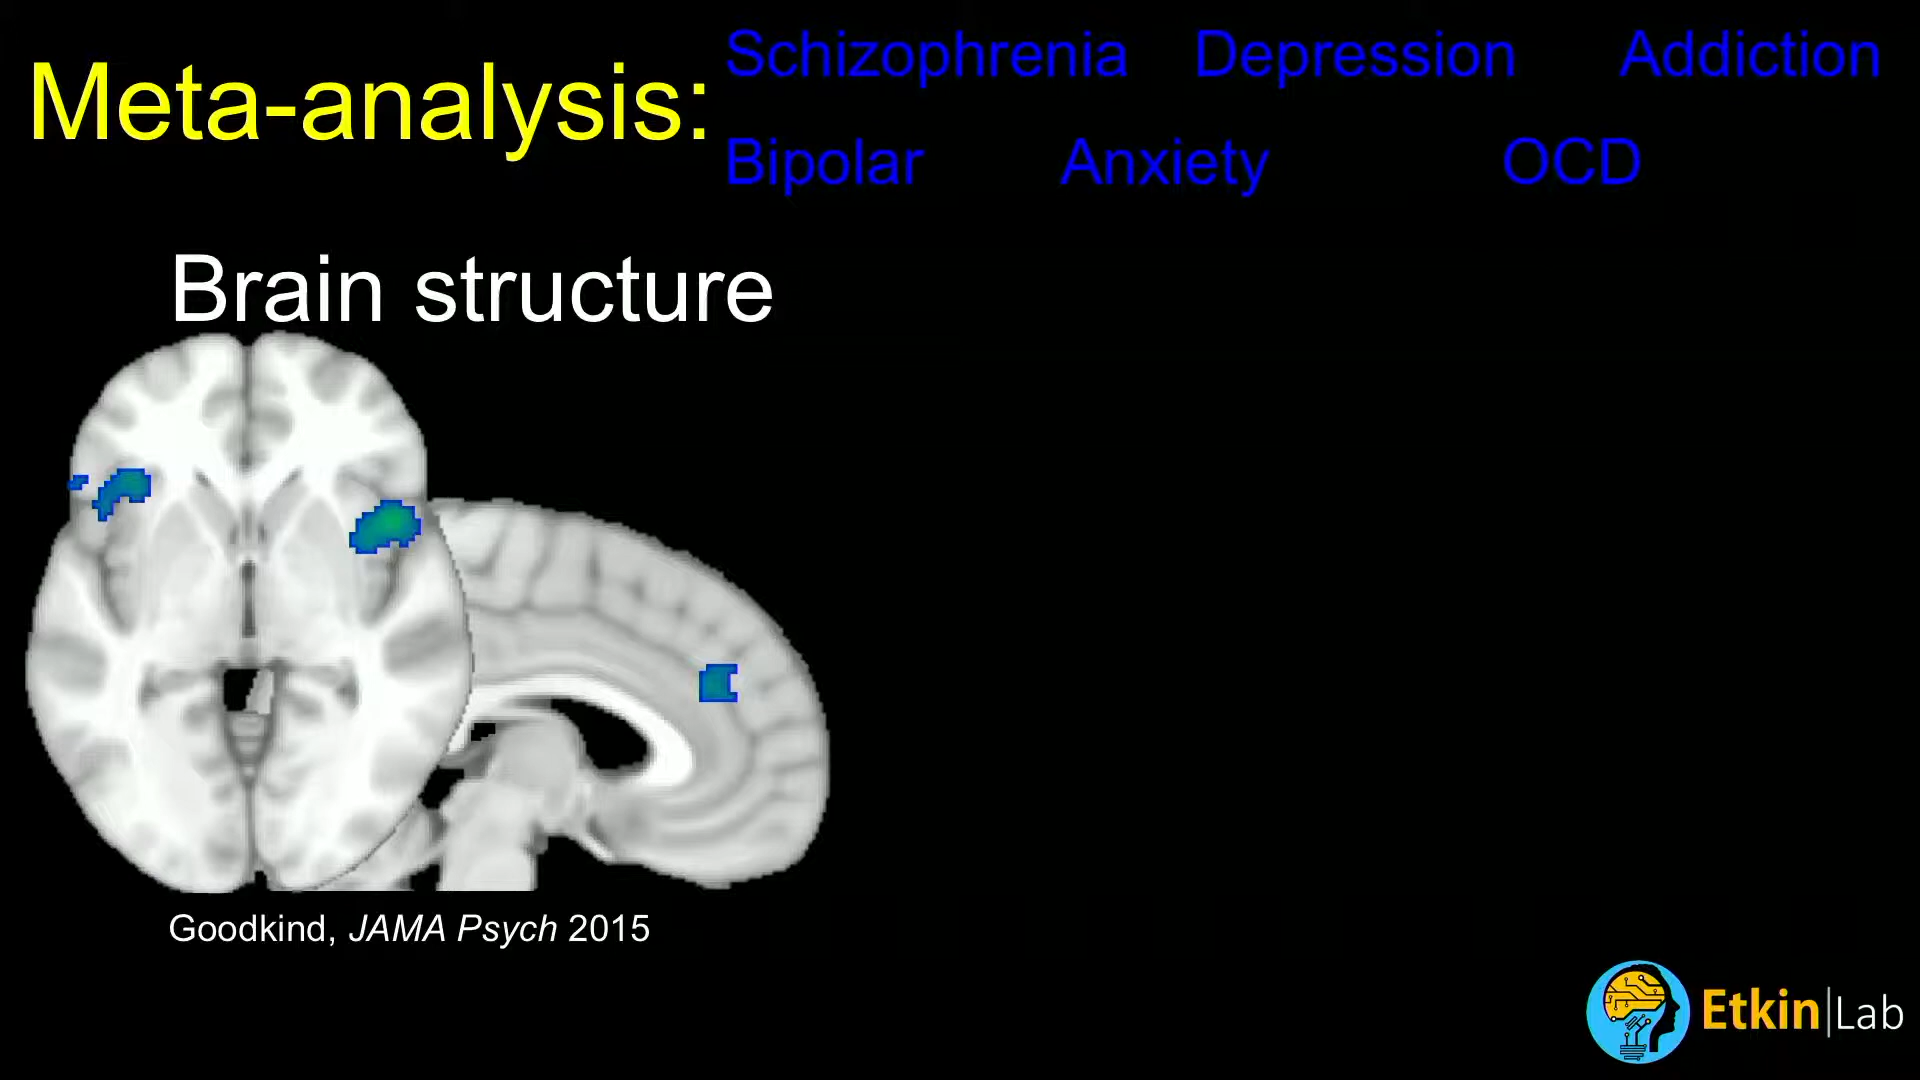 Meta-analysis:
Schizophrenia Depression Addiction
Bipolar Anxiety OCD
Brain structure
Goodkind, JAMA Psych 2015
Etkin|Lab